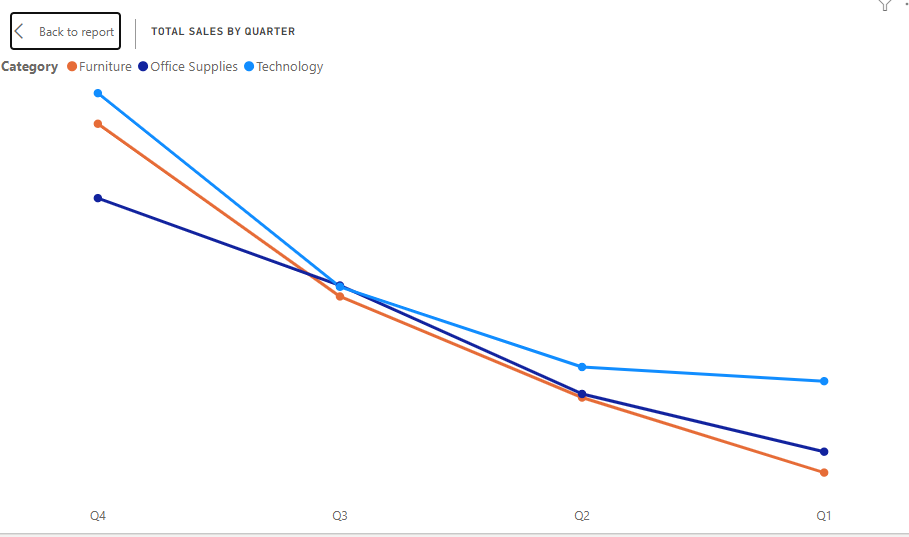 Back to report
TOTAL SALES BY QUARTER
Category Furniture Office Supplies Technology
Q4 Q3 Q2 Q1